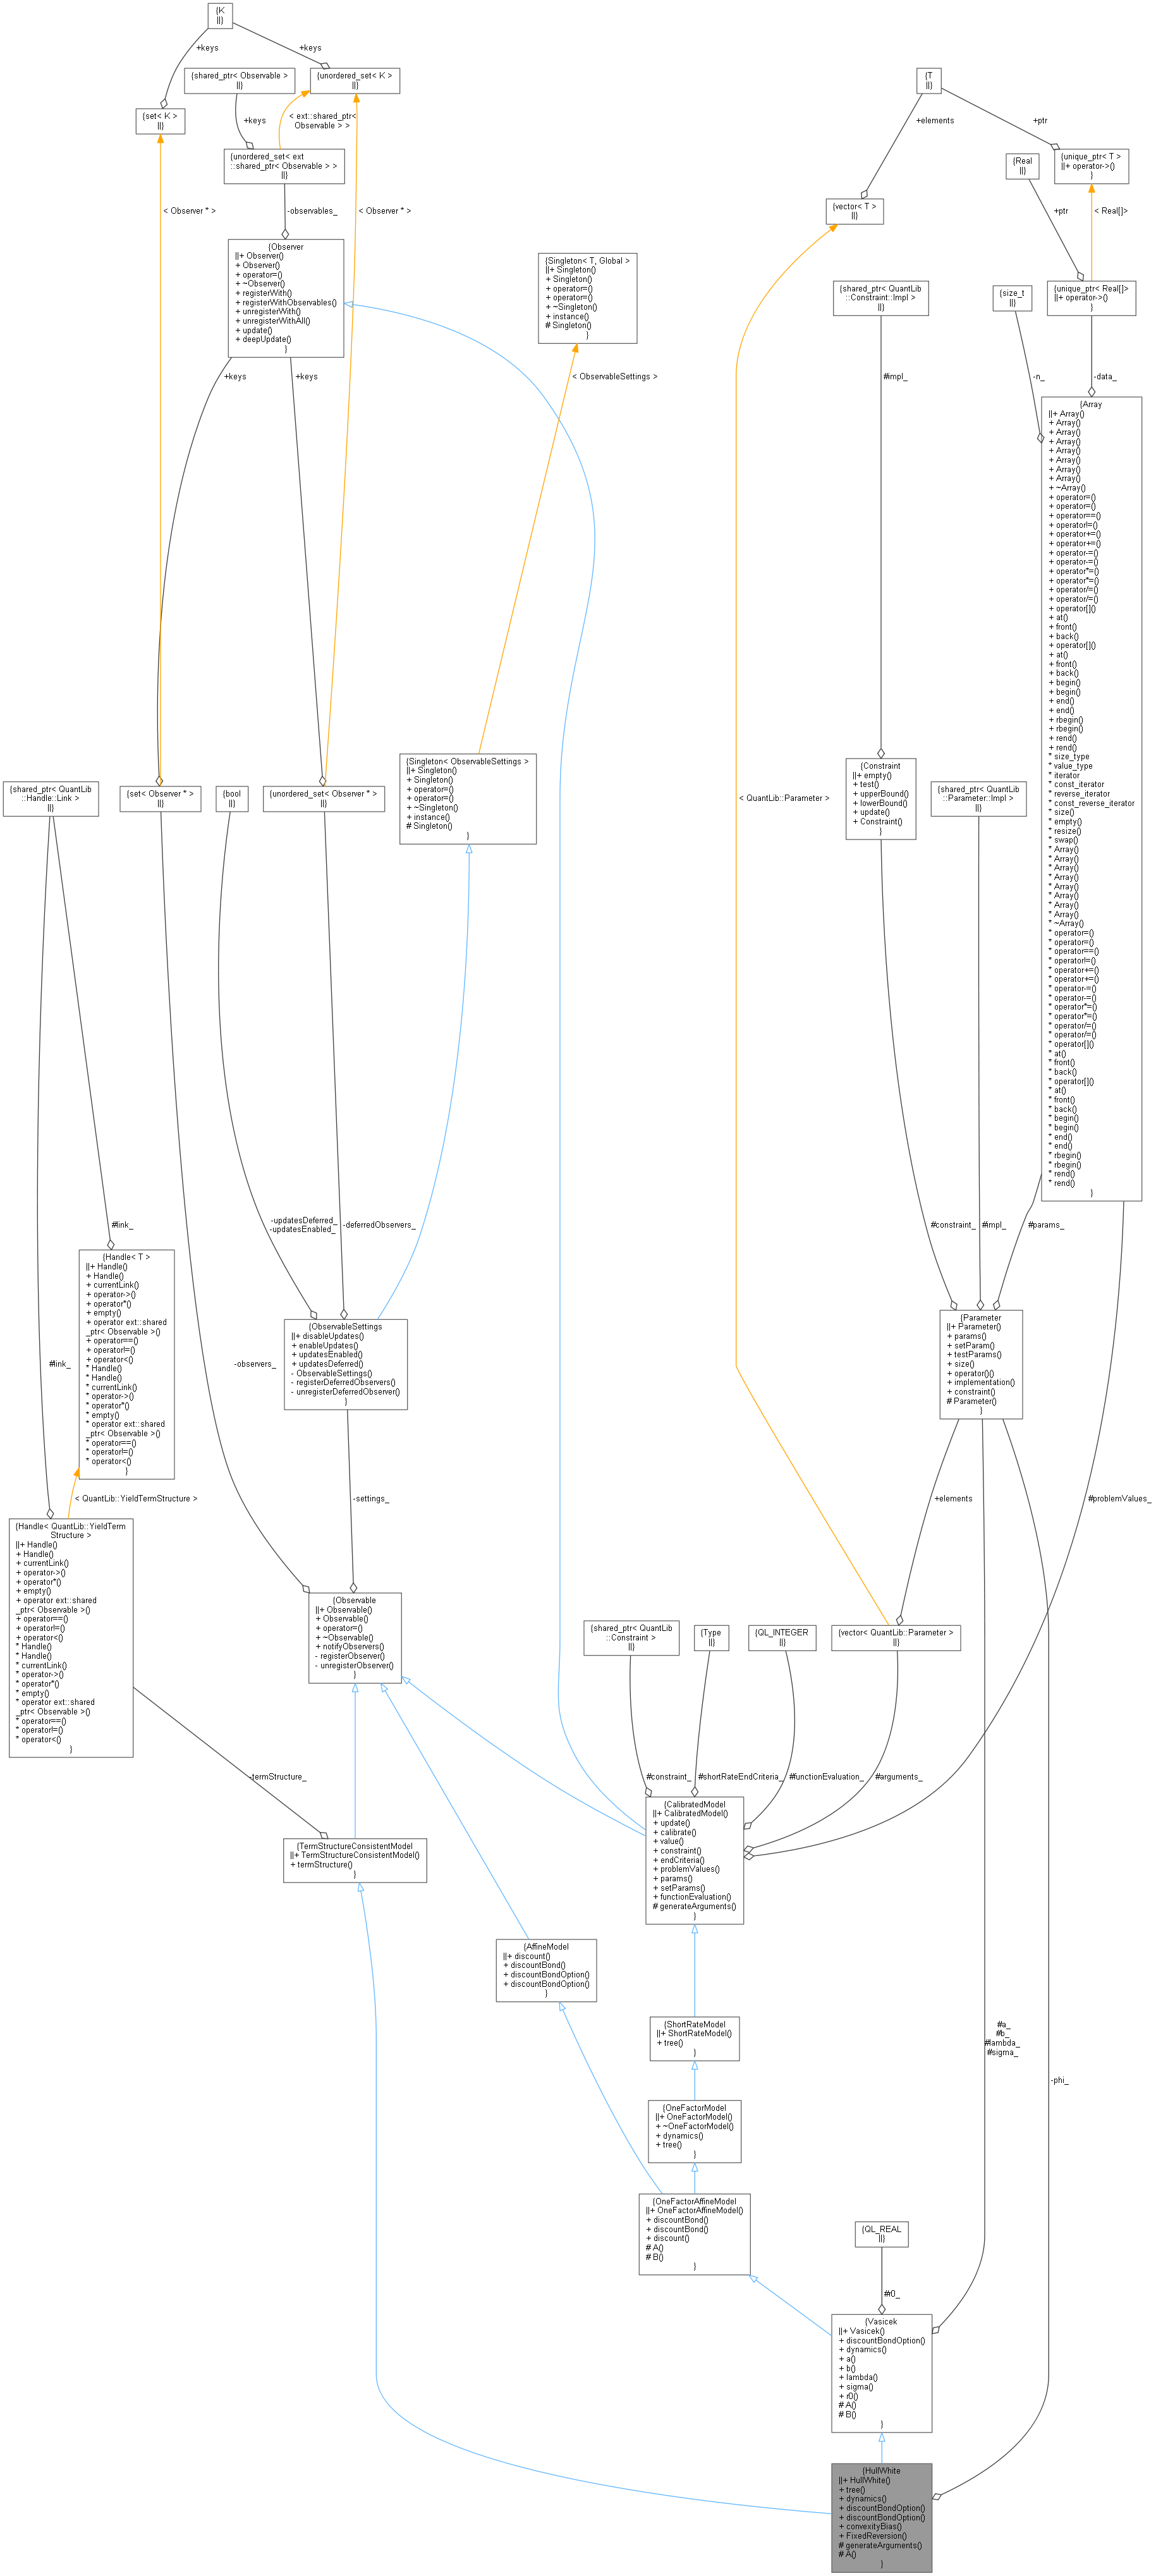 {K
||}
+keys
+keys
{shared_ptr< Observable >
||}
{unordered_set< K >
||}
{T
||}
{set< K >
||}
+keys
< ext::shared_ptr<
Observable > >
+elements
+ptr
{unordered_set< ext
::shared_ptr< Observable > >
||}
{Real
||}
{unique_ptr< T >
||+ operator->()
}
< Observer * >
-observables_
< Observer * >
{vector< T >
||}
+ptr
< Real[]>
{Observer
||+ Observer()
+ Observer()
+ operator=()
+ ~Observer()
+ registerWith()
+ registerWithObservables()
+ unregisterWith()
+ unregisterWithAll()
+ update()
+ deepUpdate()
}
{Singleton< T, Global >
||+ Singleton()
+ Singleton()
+ operator=()
+ operator=()
+ ~Singleton()
+ instance()
# Singleton()
}
{shared_ptr< QuantLib
::Constraint::Impl >
||}
{size_t
||}
{unique_ptr< Real[]>
||+ operator->()
}
+keys
+keys
< ObservableSettings >
#impl_
-n_
-data_
{Array
||+ Array()
+ Array()
+ Array()
+ Array()
+ Array()
+ Array()
+ Array()
+ Array()
+ ~Array()
+ operator=()
+ operator=()
+ operator==()
+ operator!=()
+ operator+=()
+ operator+=()
+ operator-=()
+ operator-=()
+ operator*=()
+ operator*=()
+ operator/=()
+ operator/=()
+ operator[]()
+ at()
+ front()
+ back()
+ operator[]()
+ at()
+ front()
+ back()
+ begin()
+ begin()
+ end()
+ end()
+ rbegin()
+ rbegin()
+ rend()
+ rend()
* size_type
* value_type
* iterator
* const_iterator
* reverse_iterator
* const_reverse_iterator
* size()
* empty()
* resize()
* swap()
* Array()
* Array()
* Array()
* Array()
* Array()
* Array()
* Array()
* Array()
* ~Array()
* operator=()
* operator=()
* operator==()
* operator!=()
* operator+=()
* operator+=()
* operator-=()
* operator-=()
* operator*=()
* operator*=()
* operator/=()
* operator/=()
* operator[]()
* at()
* front()
* back()
* operator[]()
* at()
* front()
* back()
* begin()
* begin()
* end()
* end()
* rbegin()
* rbegin()
* rend()
* rend()
}
{shared_ptr< QuantLib
::Handle::Link >
||}
{set< Observer * >
||}
{bool
||}
{unordered_set< Observer * >
||}
{Singleton< ObservableSettings >
||+ Singleton()
+ Singleton()
+ operator=()
+ operator=()
+ ~Singleton()
+ instance()
# Singleton()
}
< QuantLib::Parameter >
{Constraint
||+ empty()
+ test()
+ upperBound()
+ lowerBound()
+ update()
+ Constraint()
}
{shared_ptr< QuantLib
::Parameter::Impl >
||}
#link_
-updatesDeferred_
-updatesEnabled_
-deferredObservers_
#constraint_
#impl_
#params_
{Handle< T >
||+ Handle()
+ Handle()
+ currentLink()
+ operator->()
+ operator*()
+ empty()
+ operator ext::shared
_ptr< Observable >()
+ operator==()
+ operator!=()
+ operator<()
* Handle()
* Handle()
* currentLink()
* operator->()
* operator*()
* empty()
* operator ext::shared
_ptr< Observable >()
* operator==()
* operator!=()
* operator<()
}
#link_
-observers_
{ObservableSettings
||+ disableUpdates()
+ enableUpdates()
+ updatesEnabled()
+ updatesDeferred()
- ObservableSettings()
- registerDeferredObservers()
- unregisterDeferredObserver()
}
{Parameter
||+ Parameter()
+ params()
+ setParam()
+ testParams()
+ size()
+ operator()()
+ implementation()
+ constraint()
# Parameter()
}
< QuantLib::YieldTermStructure >
-settings_
+elements
#problemValues_
{Handle< QuantLib::YieldTerm
Structure >
||+ Handle()
+ Handle()
+ currentLink()
+ operator->()
+ operator*()
+ empty()
+ operator ext::shared
_ptr< Observable >()
+ operator==()
+ operator!=()
+ operator<()
* Handle()
* Handle()
* currentLink()
* operator->()
* operator*()
* empty()
* operator ext::shared
_ptr< Observable >()
* operator==()
* operator!=()
* operator<()
}
{Observable
||+ Observable()
+ Observable()
+ operator=()
+ ~Observable()
+ notifyObservers()
- registerObserver()
- unregisterObserver()
}
{shared_ptr< QuantLib
::Constraint >
||}
{Type
||}
{QL_INTEGER
||}
{vector< QuantLib::Parameter >
||}
-termStructure_
#constraint_
#shortRateEndCriteria_
#functionEvaluation_
#arguments_
{TermStructureConsistentModel
||+ TermStructureConsistentModel()
+ termStructure()
}
{CalibratedModel
||+ CalibratedModel()
+ update()
+ calibrate()
+ value()
+ constraint()
+ endCriteria()
+ problemValues()
+ params()
+ setParams()
+ functionEvaluation()
# generateArguments()
}
{AffineModel
||+ discount()
+ discountBond()
+ discountBondOption()
+ discountBondOption()
}
{ShortRateModel
||+ ShortRateModel()
+ tree()
}
#a_
#b_
#lambda_
#sigma_
-phi_
{OneFactorModel
||+ OneFactorModel()
+ ~OneFactorModel()
+ dynamics()
+ tree()
}
{OneFactorAffineModel
||+ OneFactorAffineModel()
+ discountBond()
+ discountBond()
+ discount()
# A()
# B()
}
{QL_REAL
||}
#r0_
{Vasicek
||+ Vasicek()
+ discountBondOption()
+ dynamics()
+ a()
+ b()
+ lambda()
+ sigma()
+ r0()
# A()
# B()
}
{HullWhite
||+ HullWhite()
+ tree()
+ dynamics()
+ discountBondOption()
+ discountBondOption()
+ convexityBias()
+ FixedReversion()
# generateArguments()
# A()
}